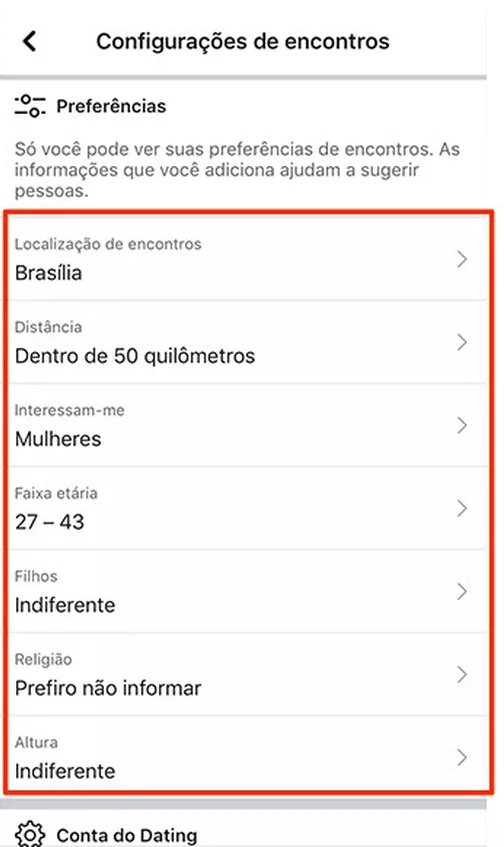 Configurações de encontros
Preferências
Só você pode ver suas preferências de encontros. As
informações que você adiciona ajudam a sugerir
pessoas.
Localização de encontros
Brasília
Distância
Dentro de 50 quilômetros
Interessam-me
Mulheres
Faixa etária
27 – 43
Filhos
Indiferente
Religião
Prefiro não informar
Altura
Indiferente
Conta do Dating